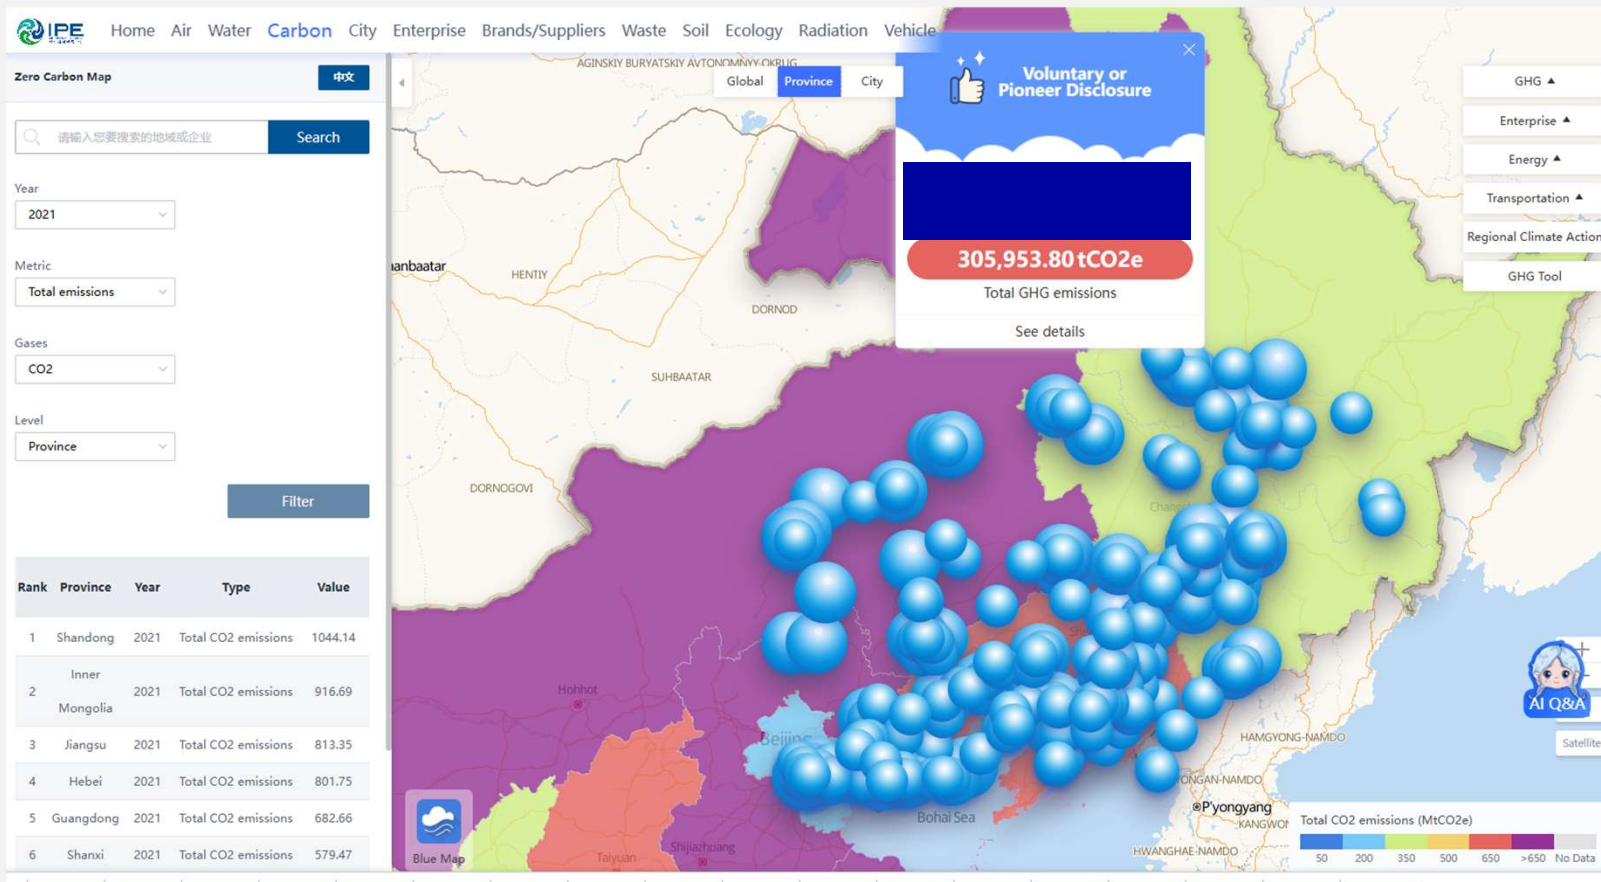 IPE
Home Air Water Carbon City Enterprise Brands/Suppliers Waste Soil Ecology Radiation Vehicle
Zero Carbon Map
中文
请输入您要搜索的地域或企业
Search
Year
2021
Metric
Total emissions
Gases
CO2
Level
Province
Filter
Rank Province Year Type Value
1 Shandong 2021 Total CO2 emissions 1044.14
2 Inner Mongolia 2021 Total CO2 emissions 916.69
3 Jiangsu 2021 Total CO2 emissions 813.35
4 Hebei 2021 Total CO2 emissions 801.75
5 Guangdong 2021 Total CO2 emissions 682.66
6 Shanxi 2021 Total CO2 emissions 579.47
AGINSKIY BURYATSKIY AVTONOMNYY OKRUG
Global Province City
Voluntary or
Pioneer Disclosure
305,953.80 tCO2e
Total GHG emissions
See details
GHG ▲
Enterprise ▲
Energy ▲
Transportation ▲
Regional Climate Action
GHG Tool
anbaatar
HENTIY
DORNOD
SUHBAATAR
DORNOGOVI
Hohhot
Beijing
Bohai Sea
Taiyuan
Shijiazhuang
HAMGYONG-NAMDO
ONGAN-NAMDO
P'yongyang
KANGWON
HWANGHAE-NAMDO
Blue Map
AI Q&A
Satellite
Total CO2 emissions (MtCO2e)
50 200 350 500 650 >650 No Data